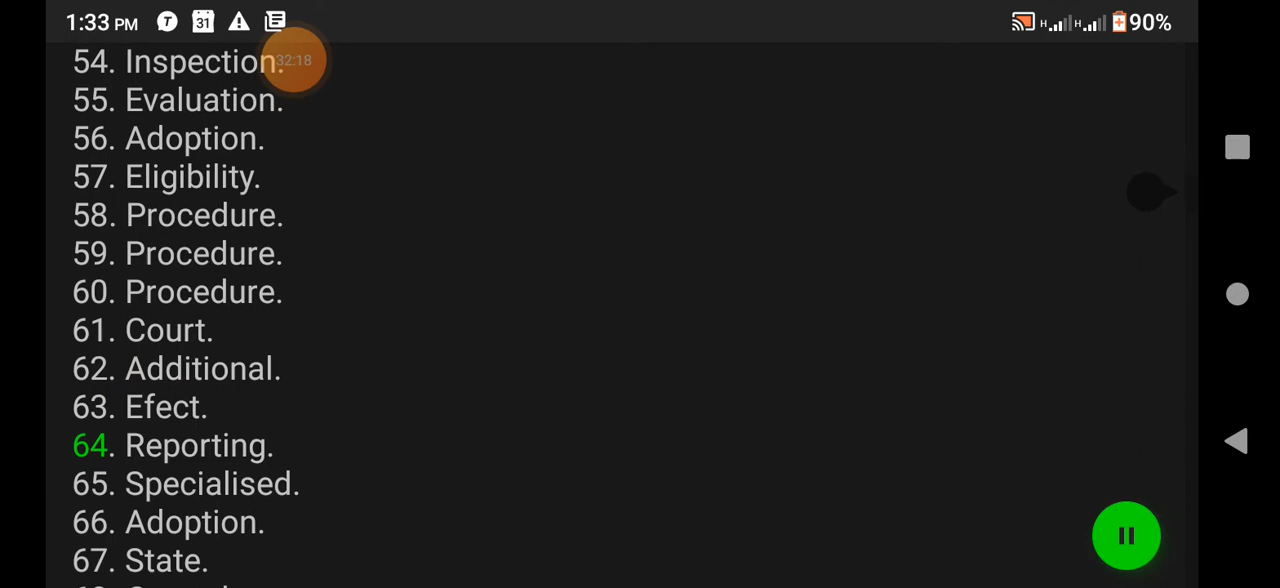 1:33 PM T 31 H H 90%
54. Inspection.
32:18
55. Evaluation.
56. Adoption.
57. Eligibility.
58. Procedure.
59. Procedure.
60. Procedure.
61. Court.
62. Additional.
63. Efect.
64. Reporting.
65. Specialised.
66. Adoption.
67. State.